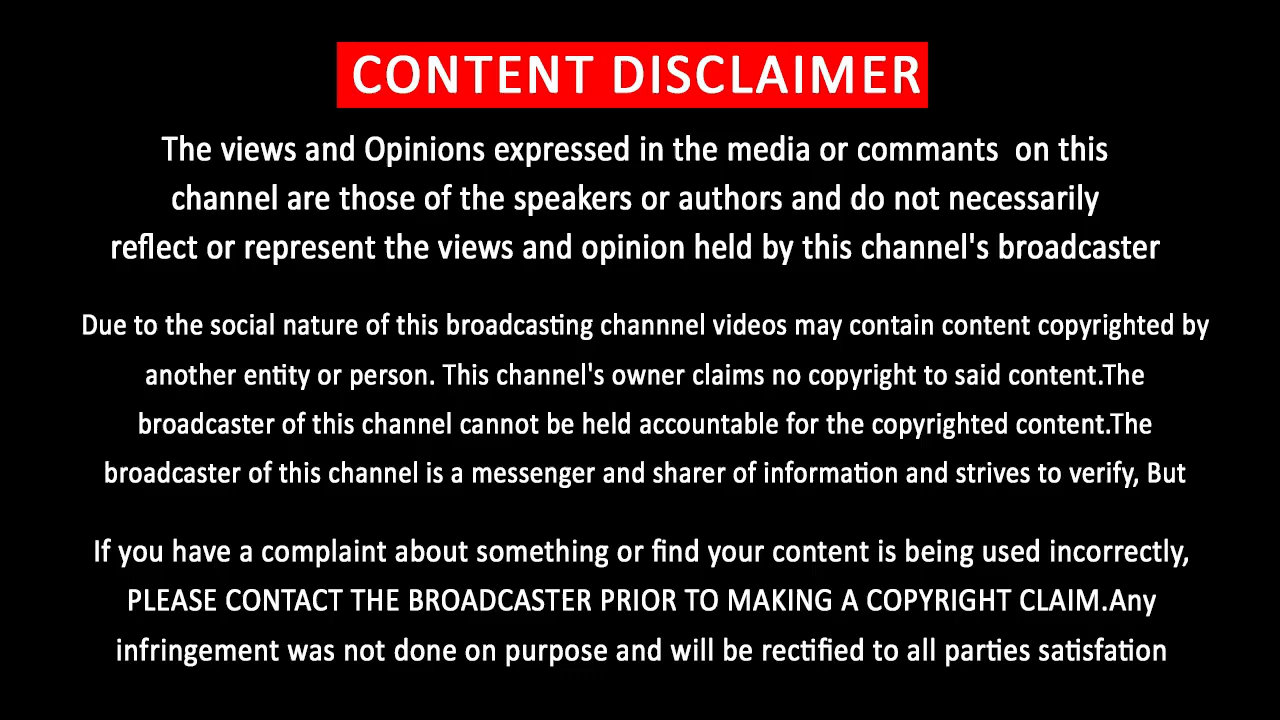 CONTENT DISCLAIMER
The views and Opinions expressed in the media or commants on this
channel are those of the speakers or authors and do not necessarily
reflect or represent the views and opinion held by this channel's broadcaster
Due to the social nature of this broadcasting channnel videos may contain content copyrighted by
another entity or person. This channel's owner claims no copyright to said content.The
broadcaster of this channel cannot be held accountable for the copyrighted content.The
broadcaster of this channel is a messenger and sharer of information and strives to verify, But
If you have a complaint about something or find your content is being used incorrectly,
PLEASE CONTACT THE BROADCASTER PRIOR TO MAKING A COPYRIGHT CLAIM.Any
infringement was not done on purpose and will be rectified to all parties satisfation